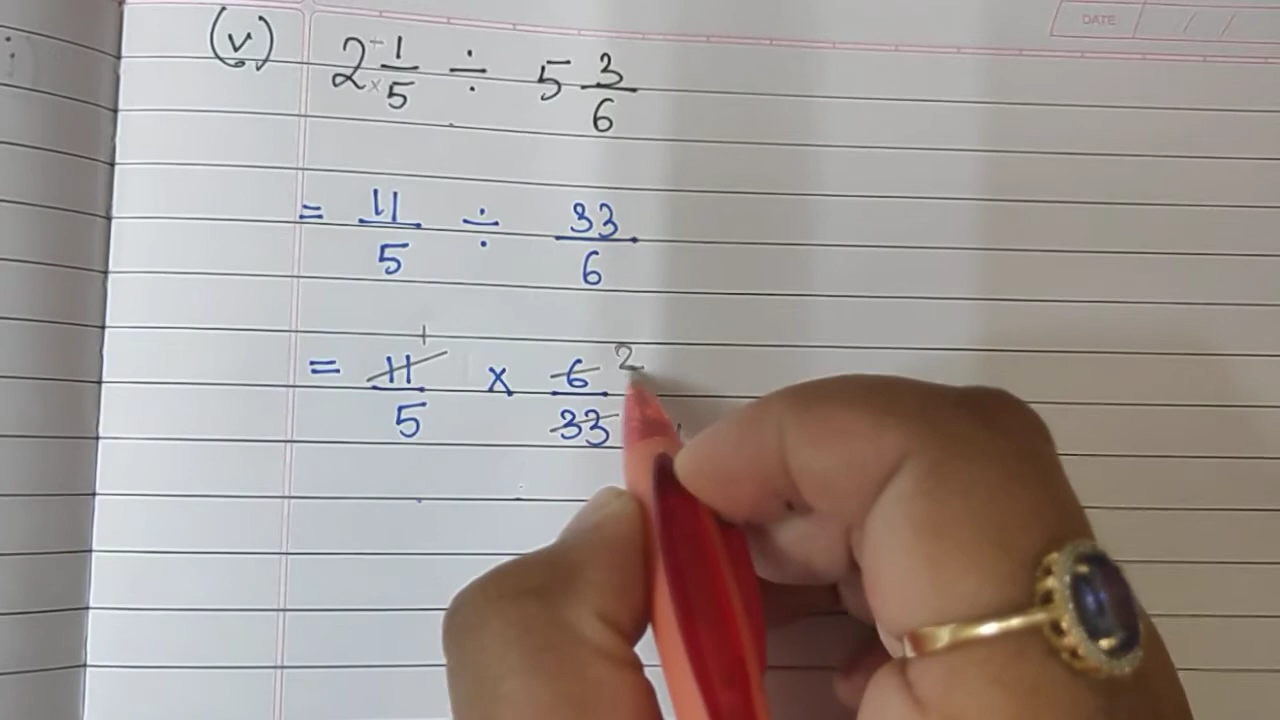 DATE / /
(v) 2 + 1/× 5 ÷ 5 3/6
= 11/5 ÷ 33/6
= 11/5 1 × 6/33 2